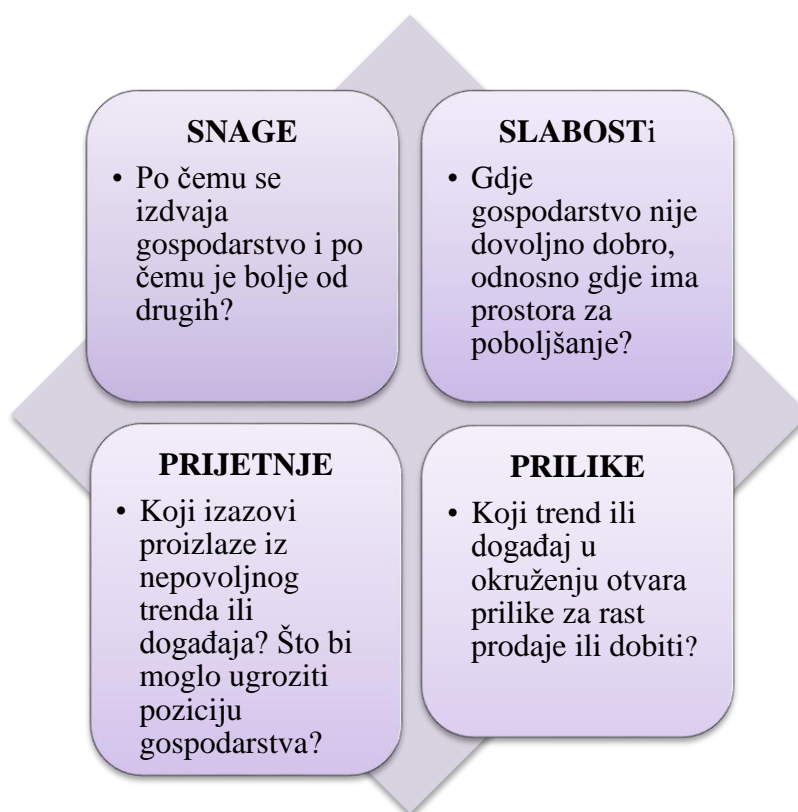 SNAGE
• Po čemu se
izdvaja
gospodarstvo i po
čemu je bolje od
drugih?
SLABOSTi
• Gdje
gospodarstvo nije
dovoljno dobro,
odnosno gdje ima
prostora za
poboljšanje?
PRIJETNJE
• Koji izazovi
proizlaze iz
nepovoljnog
trenda ili
događaja? Što bi
moglo ugroziti
poziciju
gospodarstva?
PRILIKE
• Koji trend ili
događaj u
okruženju otvara
prilike za rast
prodaje ili dobiti?